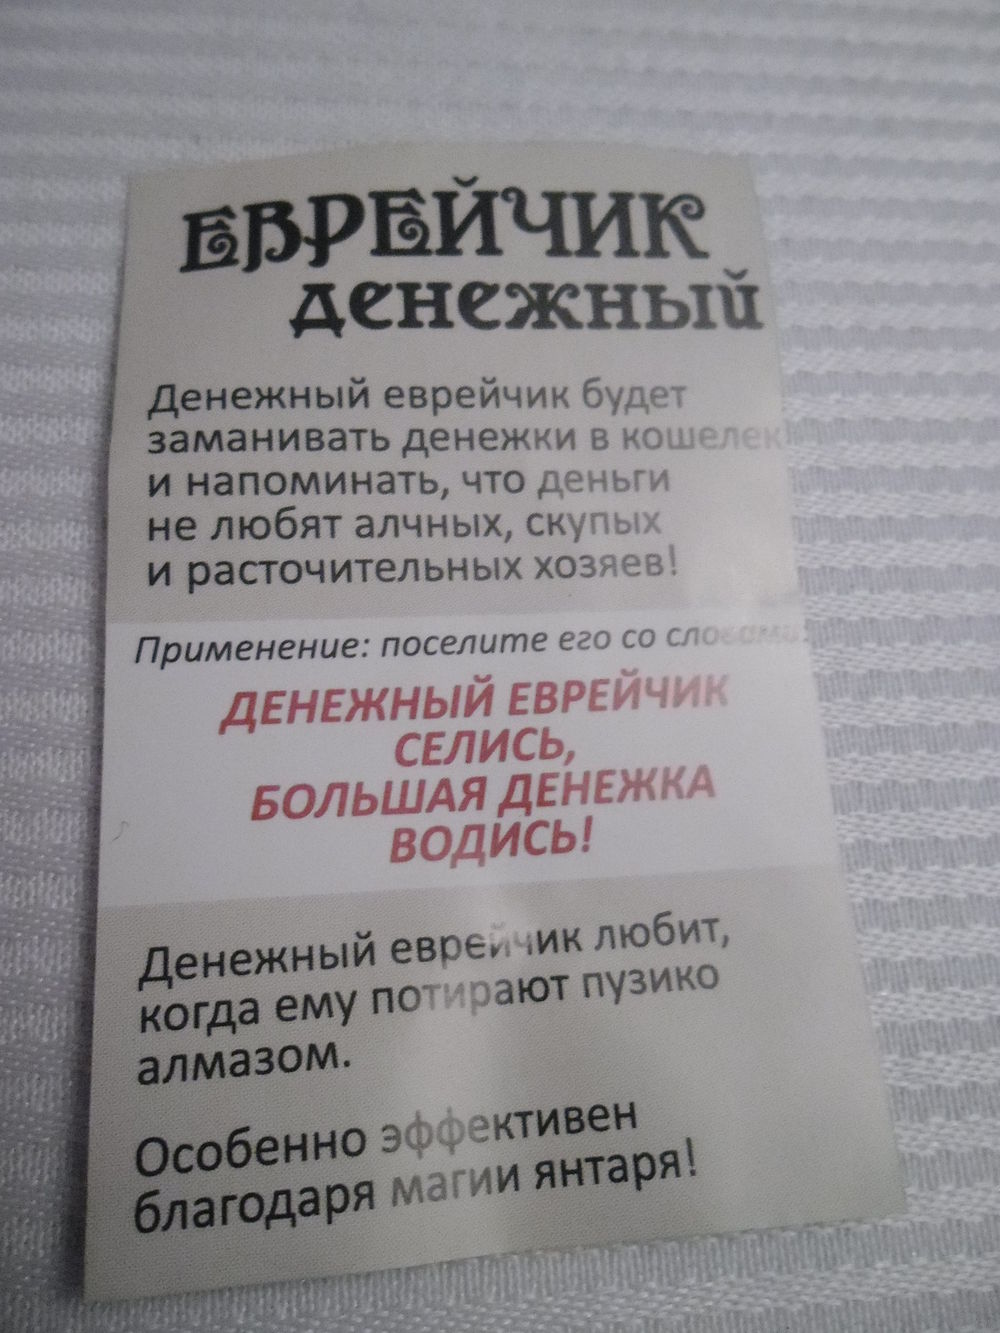 ЕВРЕЙЧИК
денежный
Денежный еврейчик будет
заманивать денежки в кошелек
и напоминать, что деньги
не любят алчных, скупых
и расточительных хозяев!
Применение: поселите его со словами:
ДЕНЕЖНЫЙ ЕВРЕЙЧИК
СЕЛИСЬ,
БОЛЬШАЯ ДЕНЕЖКА
ВОДИСЬ!
Денежный еврейчик любит,
когда ему потирают пузико
алмазом.
Особенно эффективен
благодаря магии янтаря!